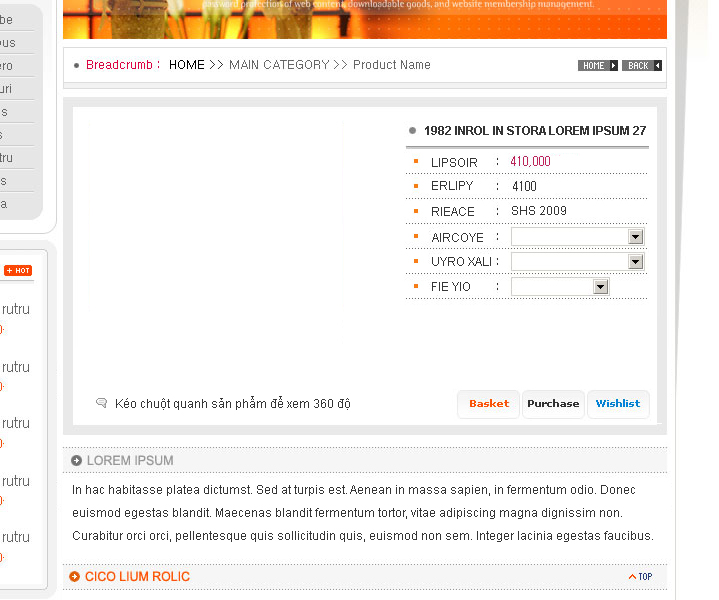 password protection of web content, downloadable goods, and website membership management.
Breadcrumb : HOME >> MAIN CATEGORY >> Product Name
HOME BACK
be
ous
ero
uri
s
s
tru
s
a
+ HOT
rutru
rutru
rutru
rutru
rutru
1982 INROL IN STORA LOREM IPSUM 27
LIPSOIR : 410,000
ERLIPY : 4100
RIEACE : SHS 2009
AIRCOYE :
UYRO XALI :
FIE YIO :
Kéo chuột quanh sản phẩm để xem 360 độ
Basket Purchase Wishlist
LOREM IPSUM
In hac habitasse platea dictumst. Sed at turpis est. Aenean in massa sapien, in fermentum odio. Donec
euismod egestas blandit. Maecenas blandit fermentum tortor, vitae adipiscing magna dignissim non.
Curabitur orci orci, pellentesque quis sollicitudin quis, euismod non sem. Integer lacinia egestas faucibus.
CICO LIUM ROLIC
TOP